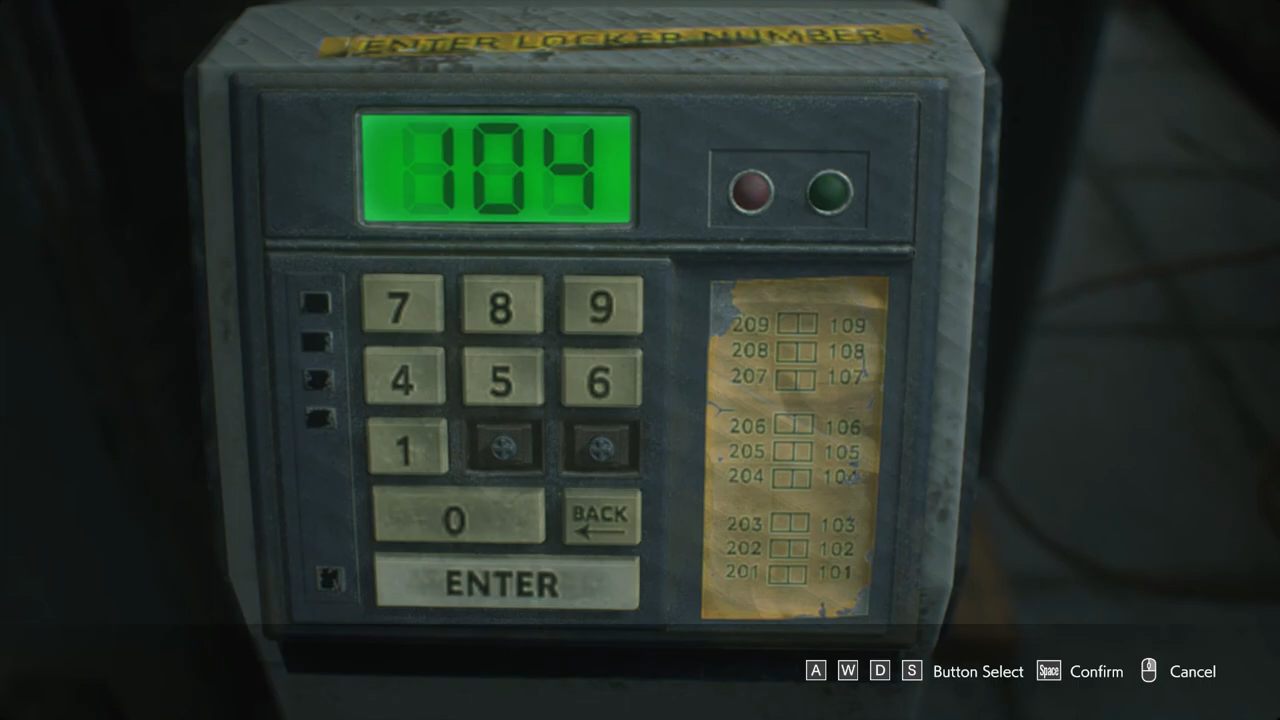 ENTER LOCKER NUMBER
104
7 8 9
4 5 6
1
0 BACK
ENTER
209 109
208 108
207 107
206 106
205 105
204 104
203 103
202 102
201 101
A W D S Button Select Space Confirm Cancel